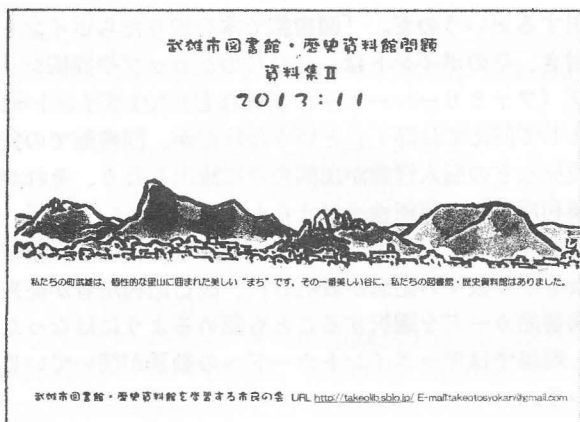 武雄市図書館・歴史資料館問題
資料集Ⅱ
2013:11
私たちの町武雄は、個性的な里山に囲まれた美しい“まち”です。その一番美しい谷に、私たちの図書館・歴史資料館はありました。
武雄市図書館・歴史資料館を学習する市民の会 URL http://takeolib.sblo.jp/ E-mail:takeotosyokan@gmail.com